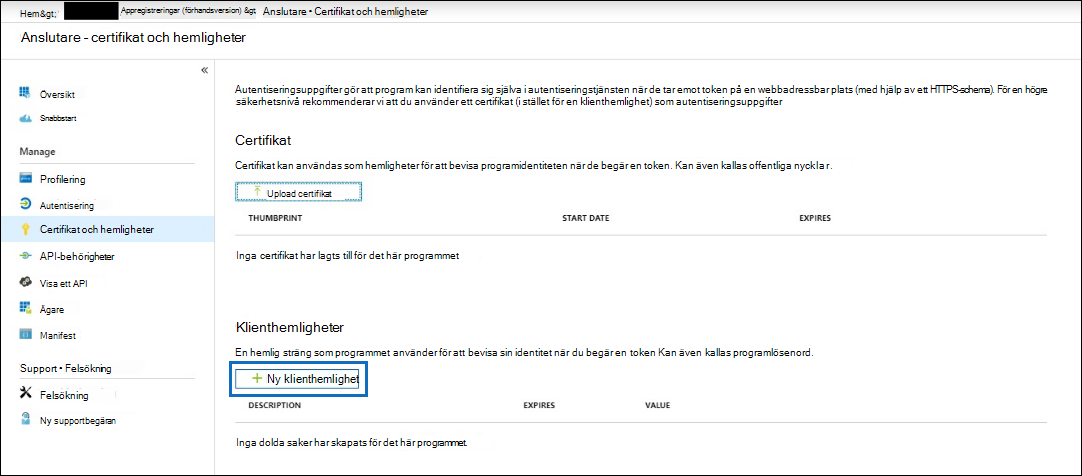 Hem&gt; Appregistreringar (förhandsversion) &gt; Anslutare • Certifikat och hemligheter
Anslutare - certifikat och hemligheter
«
Översikt
Snabbstart
Manage
Profilering
Autentisering
Certifikat och hemligheter
API-behörigheter
Visa ett API
Ägare
Manifest
Support • Felsökning
Felsökning
Ny supportbegäran
Autentiseringsuppgifter gör att program kan identifiera sig själva i autentiseringstjänsten när de tar emot token på en webbadressbar plats (med hjälp av ett HTTPS-schema). För en högre
säkerhetsnivå rekommenderar vi att du använder ett certifikat (i stället för en klienthemlighet) som autentiseringsuppgifter
Certifikat
Certifikat kan användas som hemligheter för att bevisa programidentiteten när de begär en token. Kan även kallas offentliga nycklar.
Upload certifikat
THUMBPRINT START DATE EXPIRES
Inga certifikat har lagts till för det här programmet
Klienthemligheter
En hemlig sträng som programmet använder för att bevisa sin identitet när du begär en token Kan även kallas programlösenord.
+ Ny klienthemlighet
DESCRIPTION EXPIRES VALUE
Inga dolda saker har skapats för det här programmet.